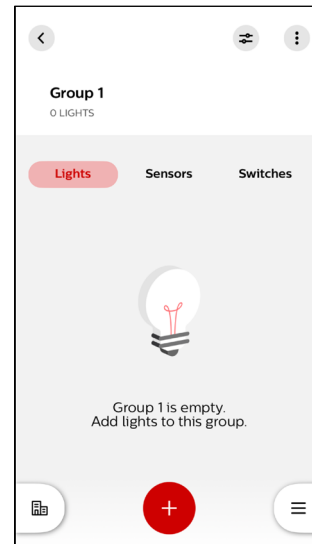 Group 1
0 LIGHTS
Lights Sensors Switches
Group 1 is empty.
Add lights to this group.